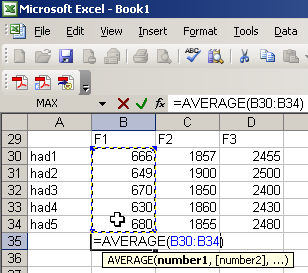 Microsoft Excel - Book1
File Edit View Insert Format Tools
MAX =AVERAGE(B30:B34)
A B C D
29 F1 F2 F3
30 had1 666 1857 2455
31 had2 649 1900 2500
32 had3 670 1850 2400
33 had4 630 1860 2430
34 had5 680 1855 2480
35 =AVERAGE(B30:B34)
AVERAGE(number1, [number2], ...)